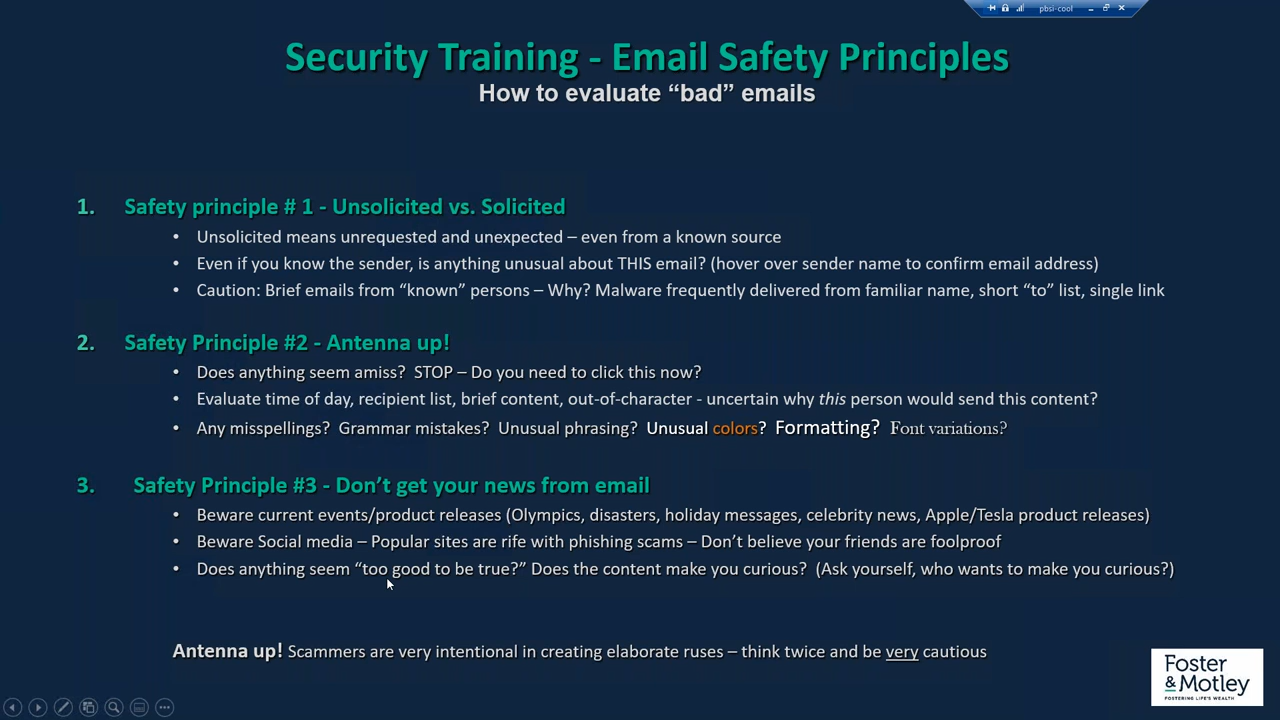 pbsi-cool
Security Training - Email Safety Principles
How to evaluate “bad” emails
1. Safety principle # 1 - Unsolicited vs. Solicited
• Unsolicited means unrequested and unexpected – even from a known source
• Even if you know the sender, is anything unusual about THIS email? (hover over sender name to confirm email address)
• Caution: Brief emails from “known” persons – Why? Malware frequently delivered from familiar name, short “to” list, single link
2. Safety Principle #2 - Antenna up!
• Does anything seem amiss? STOP – Do you need to click this now?
• Evaluate time of day, recipient list, brief content, out-of-character - uncertain why this person would send this content?
• Any misspellings? Grammar mistakes? Unusual phrasing? Unusual colors? Formatting? Font variations?
3. Safety Principle #3 - Don’t get your news from email
• Beware current events/product releases (Olympics, disasters, holiday messages, celebrity news, Apple/Tesla product releases)
• Beware Social media – Popular sites are rife with phishing scams – Don’t believe your friends are foolproof
• Does anything seem “too good to be true?” Does the content make you curious? (Ask yourself, who wants to make you curious?)
Antenna up! Scammers are very intentional in creating elaborate ruses – think twice and be very cautious
Foster
& Motley
FOSTERING LIFE'S WEALTH